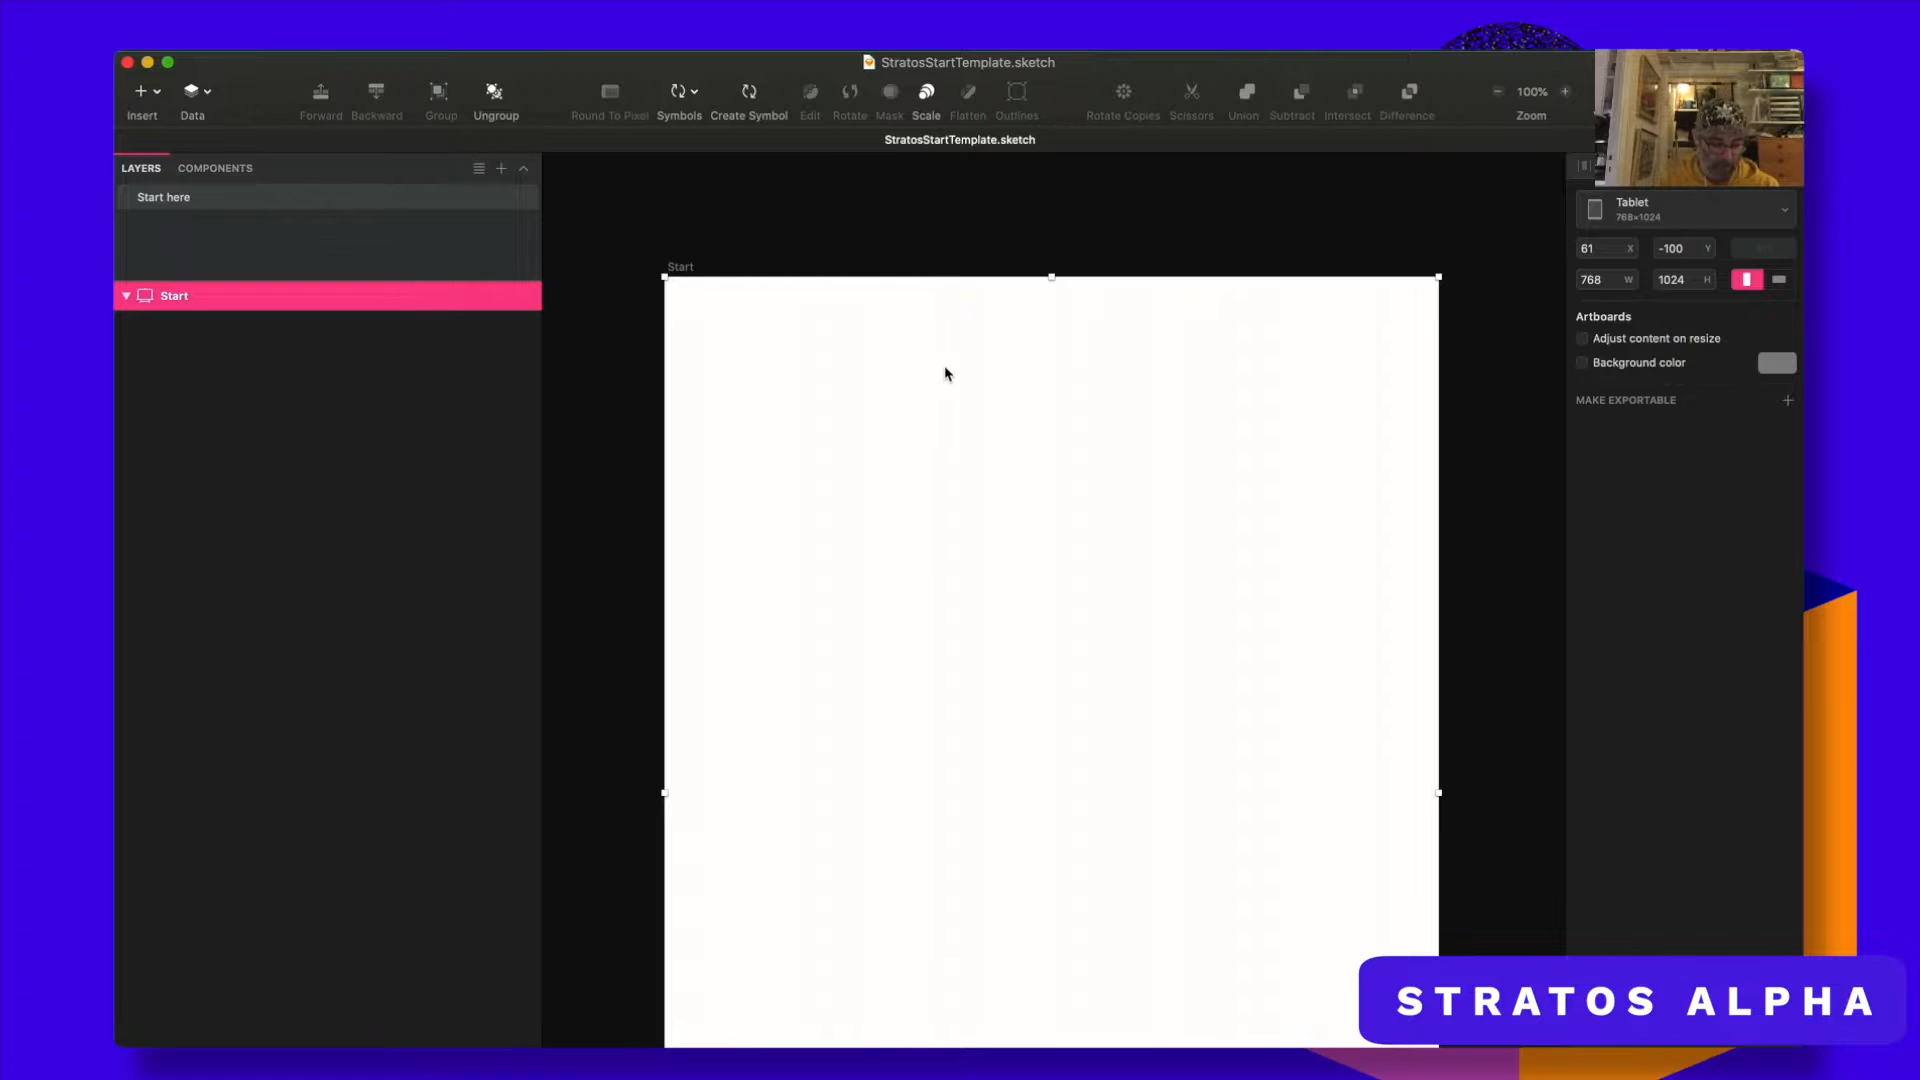 StratosStartTemplate.sketch
Insert Data Forward Backward Group Ungroup Round To Pixel Symbols Create Symbol Edit Rotate Mask Scale Flatten Outlines Rotate Copies Scissors Union Subtract Intersect Difference 100% Zoom
StratosStartTemplate.sketch
LAYERS COMPONENTS
Start here
Start
Start
Tablet
768×1024
61 X -100 Y
768 W 1024 H
Artboards
Adjust content on resize
Background color
MAKE EXPORTABLE
STRATOS ALPHA